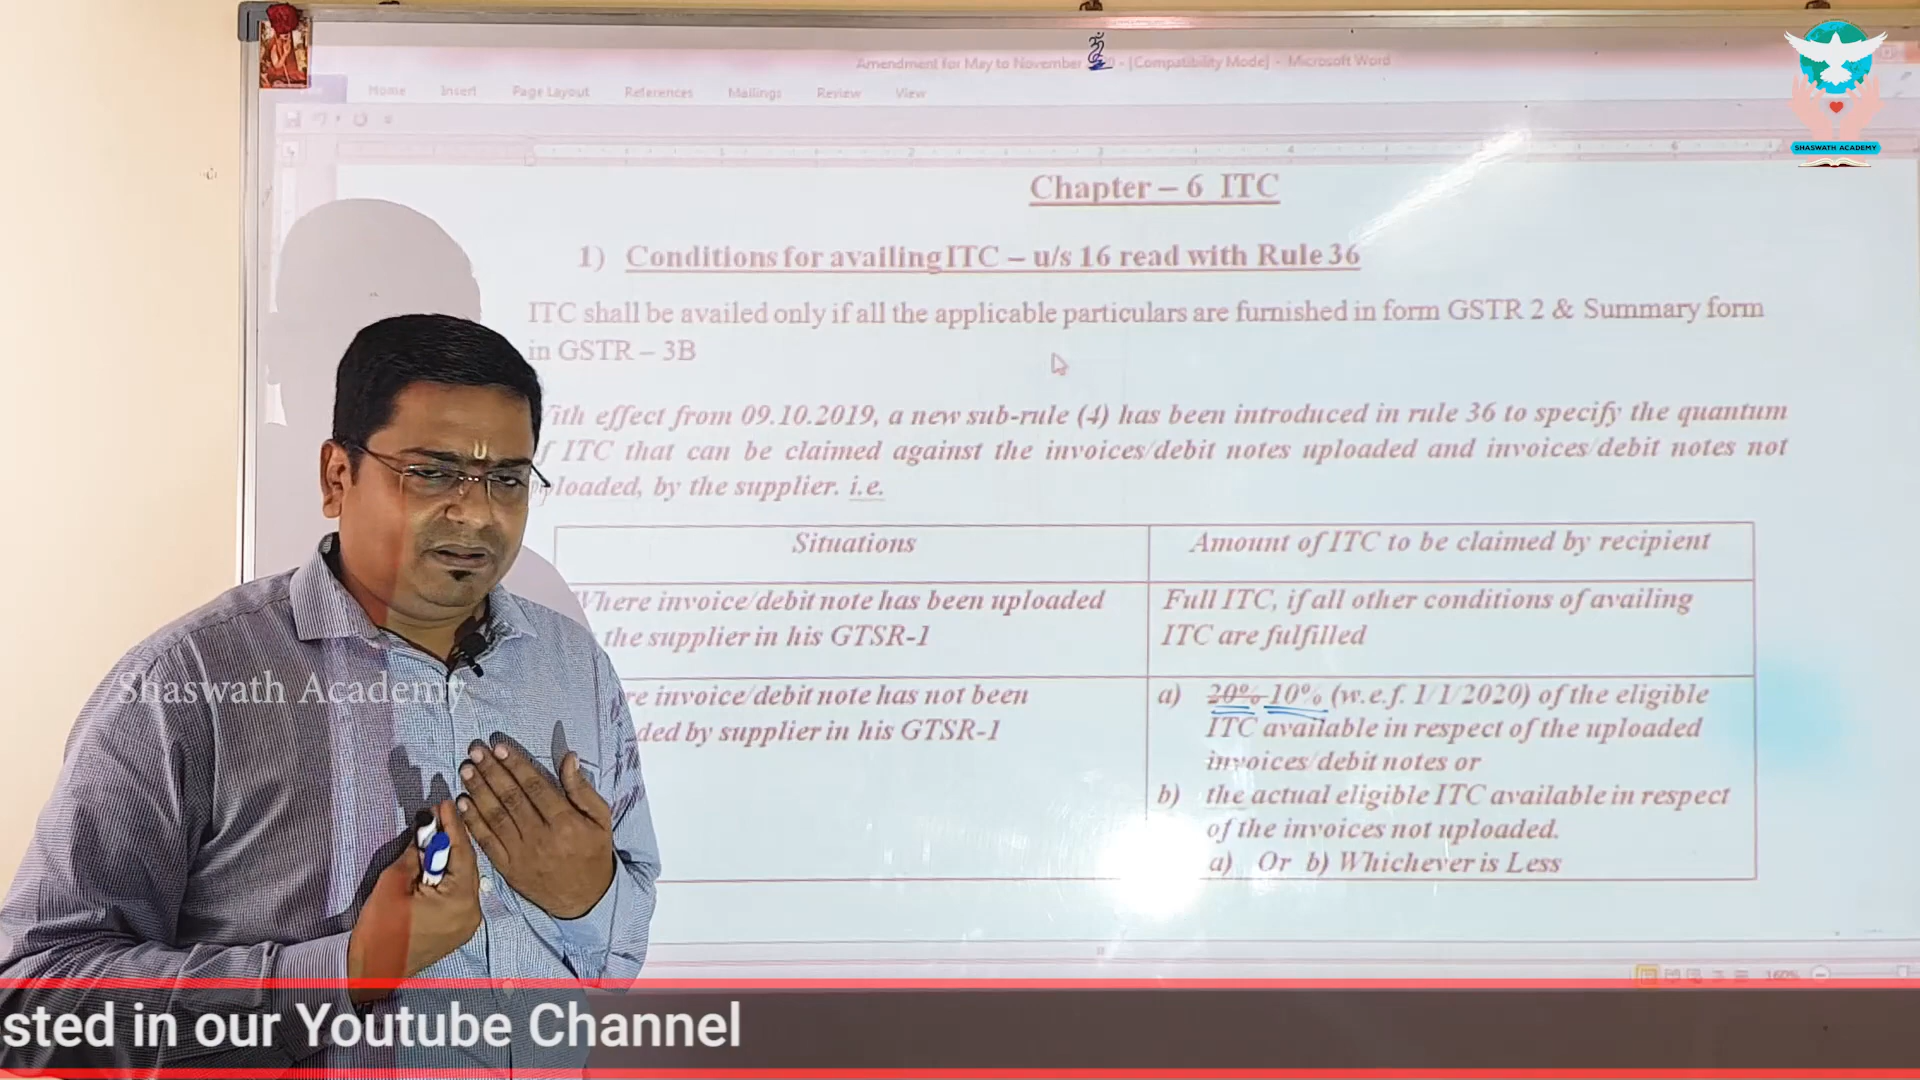 Amendment for May to November - [Compatibility Mode] - Microsoft Word
Home Insert Page Layout References Mailings Review View
SHASWATH ACADEMY
Chapter – 6 ITC
1) Conditions for availing ITC – u/s 16 read with Rule 36
ITC shall be availed only if all the applicable particulars are furnished in form GSTR 2 & Summary form
in GSTR – 3B
With effect from 09.10.2019, a new sub-rule (4) has been introduced in rule 36 to specify the quantum
f ITC that can be claimed against the invoices/debit notes uploaded and invoices/debit notes not
ploaded, by the supplier. i.e.
Situations
Amount of ITC to be claimed by recipient
Where invoice/debit note has been uploaded
the supplier in his GTSR-1
Full ITC, if all other conditions of availing
ITC are fulfilled
re invoice/debit note has not been
ded by supplier in his GTSR-1
a) 20% 10% (w.e.f. 1/1/2020) of the eligible
ITC available in respect of the uploaded
invoices/debit notes or
b) the actual eligible ITC available in respect
of the invoices not uploaded.
a) Or b) Whichever is Less
Shaswath Academy
160%
sted in our Youtube Channel